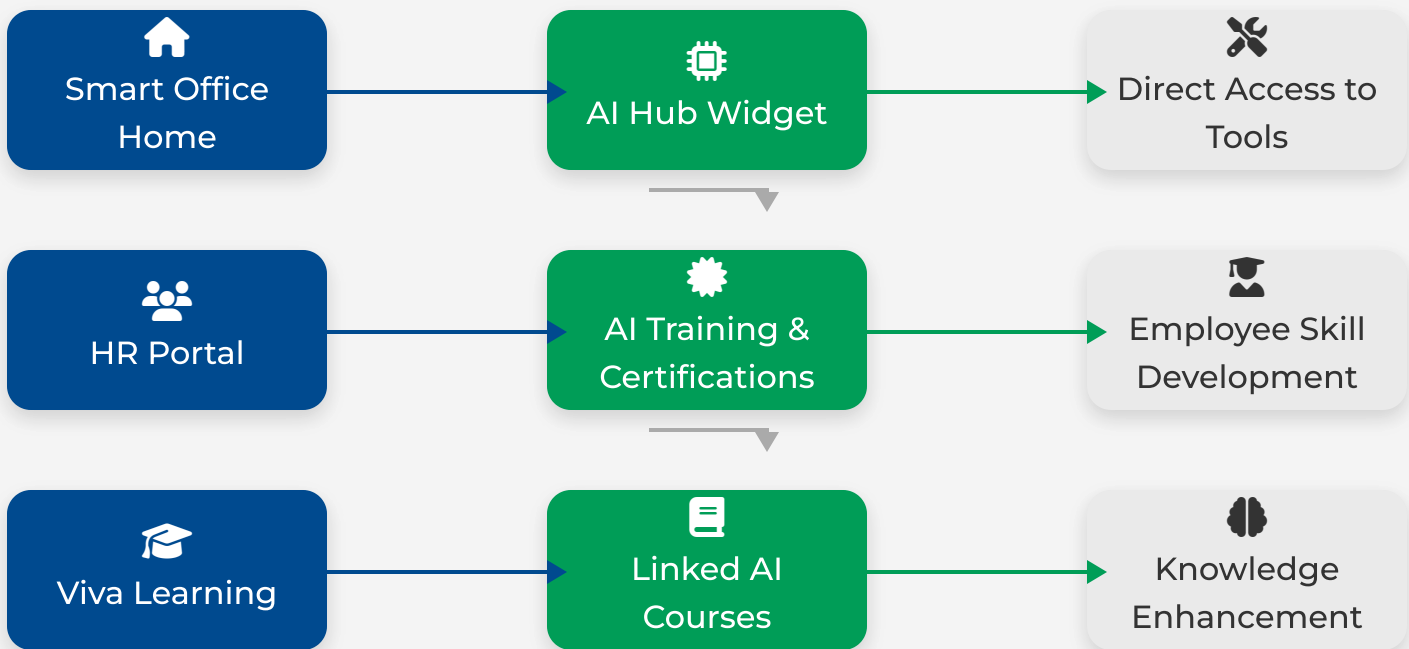 Smart Office
Home
AI Hub Widget
Direct Access to
Tools
HR Portal
AI Training &
Certifications
Employee Skill
Development
Viva Learning
Linked AI
Courses
Knowledge
Enhancement